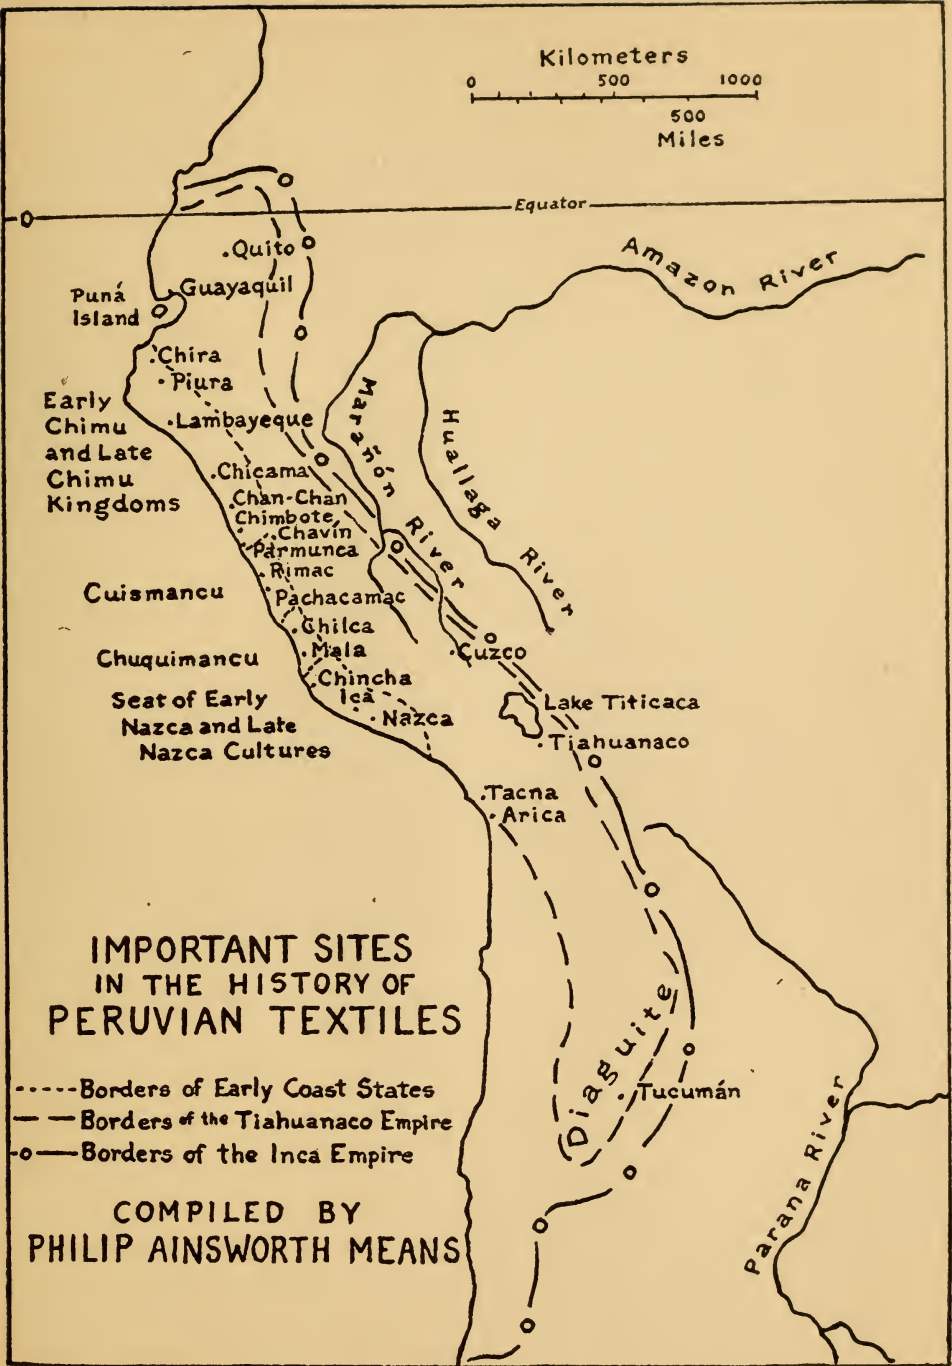 Kilometers
0 500 1000
500
Miles
0
Equator
Quito
Amazon River
Guayaquil
Puná
Island
Chira
Piura
Early
Chimu
and Late
Chimu
Kingdoms
Lambayeque
Marañón River
Huallaga River
Chicama
Chan-Chan
Chimbote
Chavín
Parmunca
Rimac
Cuismancu
Pachacamac
Chilca
Chuquimancu
Mala
Cuzco
Chincha
Seat of Early
Nazca and Late
Nazca Cultures
Ica
Nazca
Lake Titicaca
Tiahuanaco
Tacna
Arica
IMPORTANT SITES
IN THE HISTORY OF
PERUVIAN TEXTILES
Diaguite
Tucumán
Parana River
Borders of Early Coast States
Borders of the Tiahuanaco Empire
Borders of the Inca Empire
COMPILED BY
PHILIP AINSWORTH MEANS